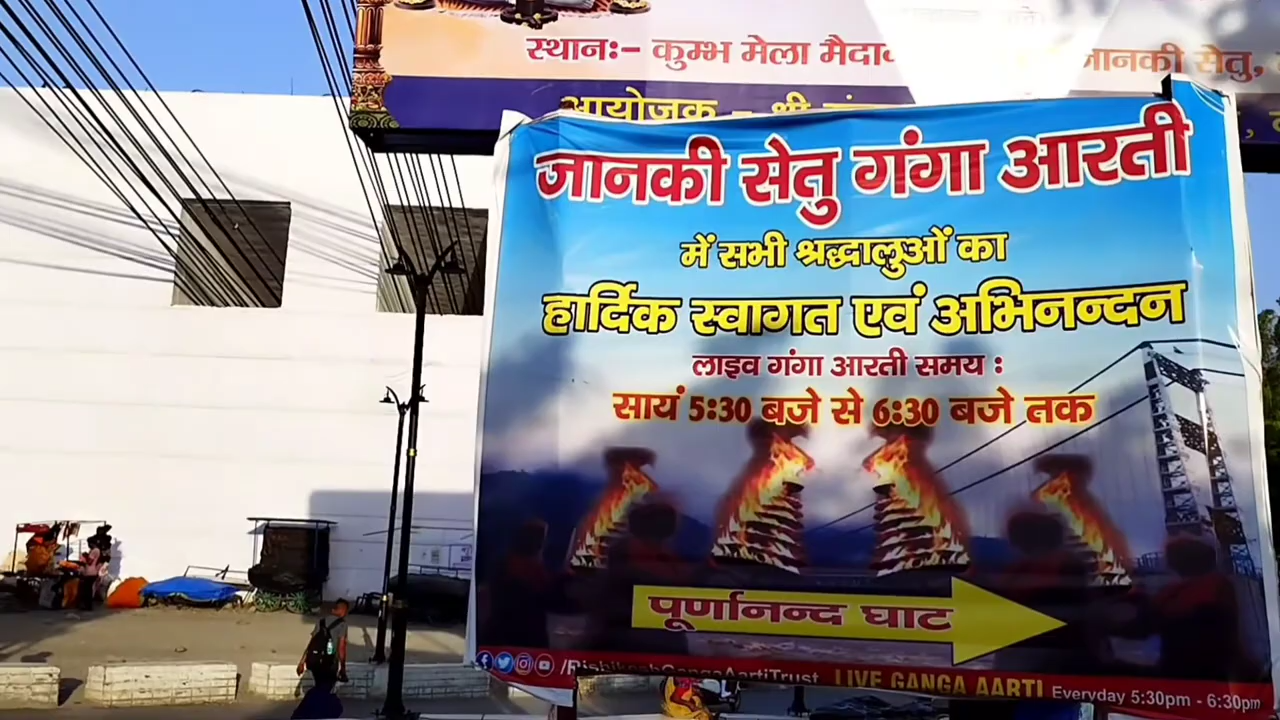 स्थानः- कुम्भ मेला
जानकी सेतु,
आयोजक - श्री
जानकी सेतु गंगा आरती
में सभी श्रद्धालुओं का
हार्दिक स्वागत एवं अभिनन्दन
लाइव गंगा आरती समय :
सायं 5:30 बजे से 6:30 बजे तक
पूर्णानन्द घाट
/RishikeshGangaAartiTrust LIVE GANGA AARTI Everyday 5:30pm - 6:30pm